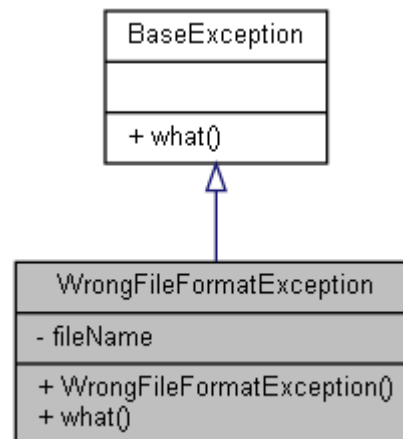 BaseException
+ what()
WrongFileFormatException
- fileName
+ WrongFileFormatException()
+ what()